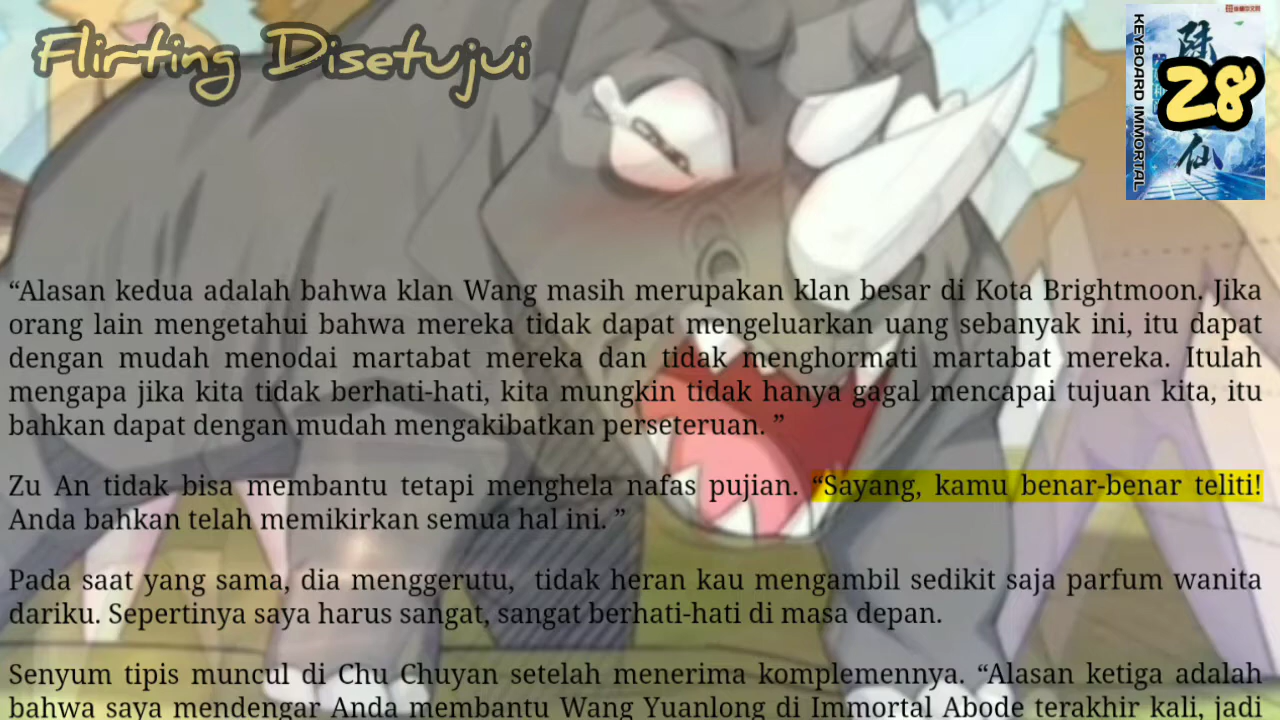 Flirting Disetujui
KEYBOARD IMMORTAL
陆
28
仙
“Alasan kedua adalah bahwa klan Wang masih merupakan klan besar di Kota Brightmoon. Jika
orang lain mengetahui bahwa mereka tidak dapat mengeluarkan uang sebanyak ini, itu dapat
dengan mudah menodai martabat mereka dan tidak menghormati martabat mereka. Itulah
mengapa jika kita tidak berhati-hati, kita mungkin tidak hanya gagal mencapai tujuan kita, itu
bahkan dapat dengan mudah mengakibatkan perseteruan. ”
Zu An tidak bisa membantu tetapi menghela nafas pujian. “Sayang, kamu benar-benar teliti!
Anda bahkan telah memikirkan semua hal ini. ”
Pada saat yang sama, dia menggerutu,  tidak heran kau mengambil sedikit saja parfum wanita
dariku. Sepertinya saya harus sangat, sangat berhati-hati di masa depan.
Senyum tipis muncul di Chu Chuyan setelah menerima komplemennya. “Alasan ketiga adalah
bahwa saya mendengar Anda membantu Wang Yuanlong di Immortal Abode terakhir kali, jadi